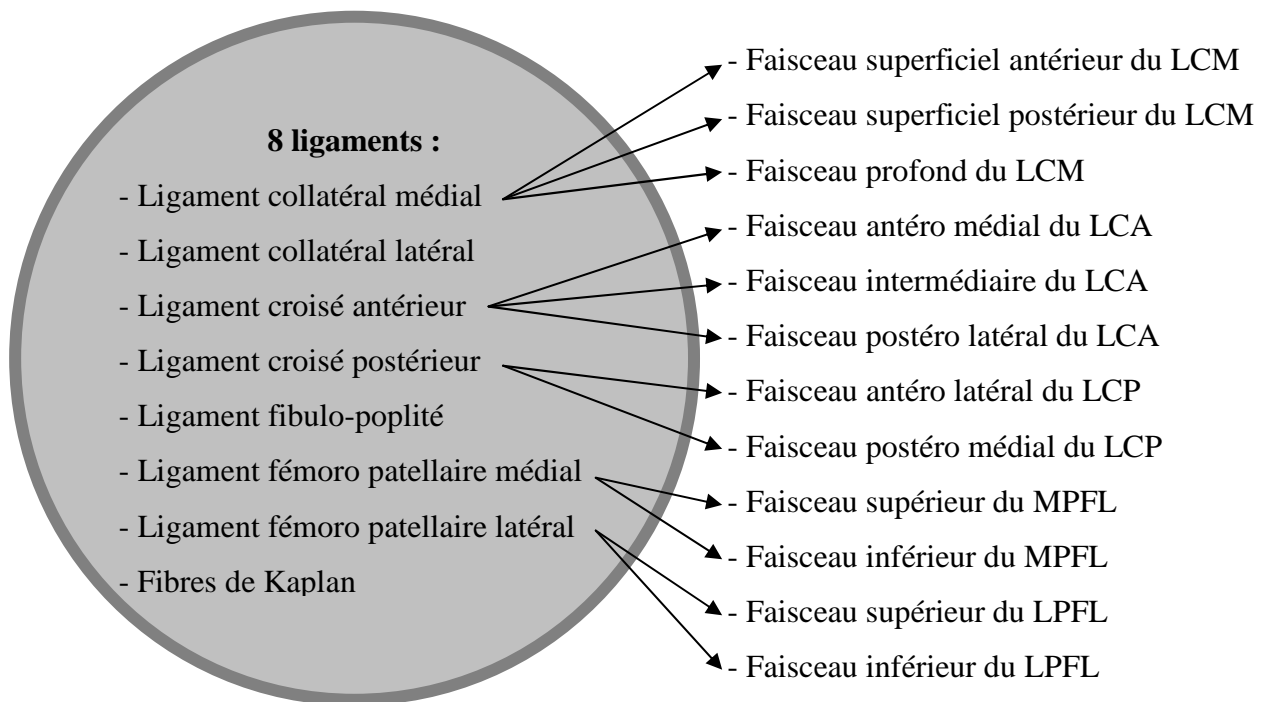 8 ligaments :
- Ligament collatéral médial
- Ligament collatéral latéral
- Ligament croisé antérieur
- Ligament croisé postérieur
- Ligament fibulo-poplité
- Ligament fémoro patellaire médial
- Ligament fémoro patellaire latéral
- Fibres de Kaplan
- Faisceau superficiel antérieur du LCM
- Faisceau superficiel postérieur du LCM
- Faisceau profond du LCM
- Faisceau antéro médial du LCA
- Faisceau intermédiaire du LCA
- Faisceau postéro latéral du LCA
- Faisceau antéro latéral du LCP
- Faisceau postéro médial du LCP
- Faisceau supérieur du MPFL
- Faisceau inférieur du MPFL
- Faisceau supérieur du LPFL
- Faisceau inférieur du LPFL